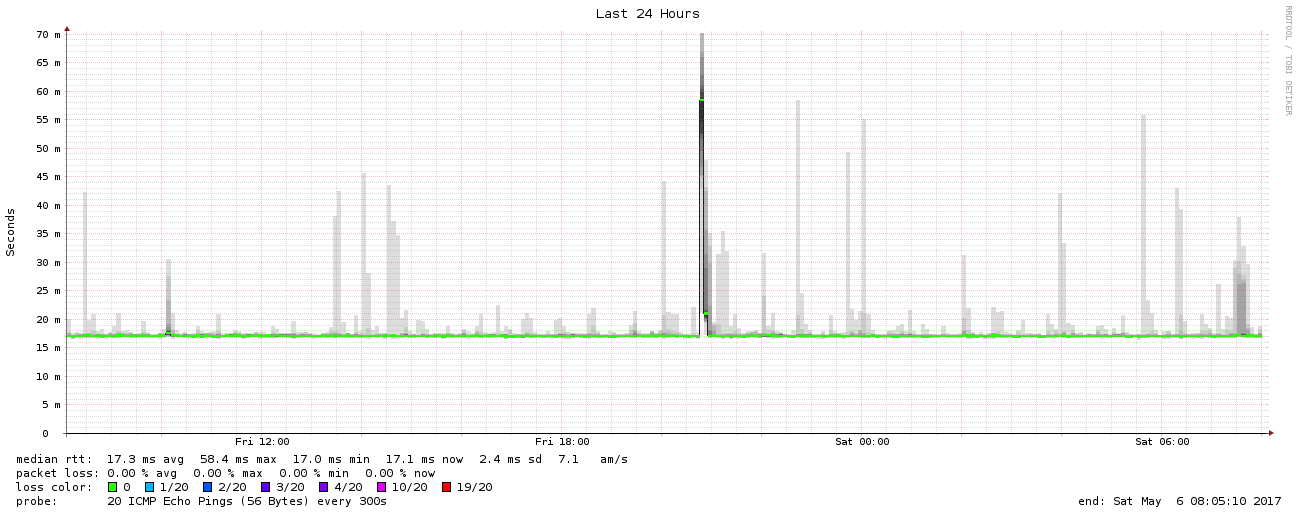 Last 24 Hours
RRDTOOL / TOBI OETIKER
Seconds
70 m
65 m
60 m
55 m
50 m
45 m
40 m
35 m
30 m
25 m
20 m
15 m
10 m
5 m
0
Fri 12:00 Fri 18:00 Sat 00:00 Sat 06:00
median rtt: 17.3 ms avg 58.4 ms max 17.0 ms min 17.1 ms now 2.4 ms sd 7.1 am/s
packet loss: 0.00 % avg 0.00 % max 0.00 % min 0.00 % now
loss color: 0 1/20 2/20 3/20 4/20 10/20 19/20
probe: 20 ICMP Echo Pings (56 Bytes) every 300s end: Sat May 6 08:05:10 2017